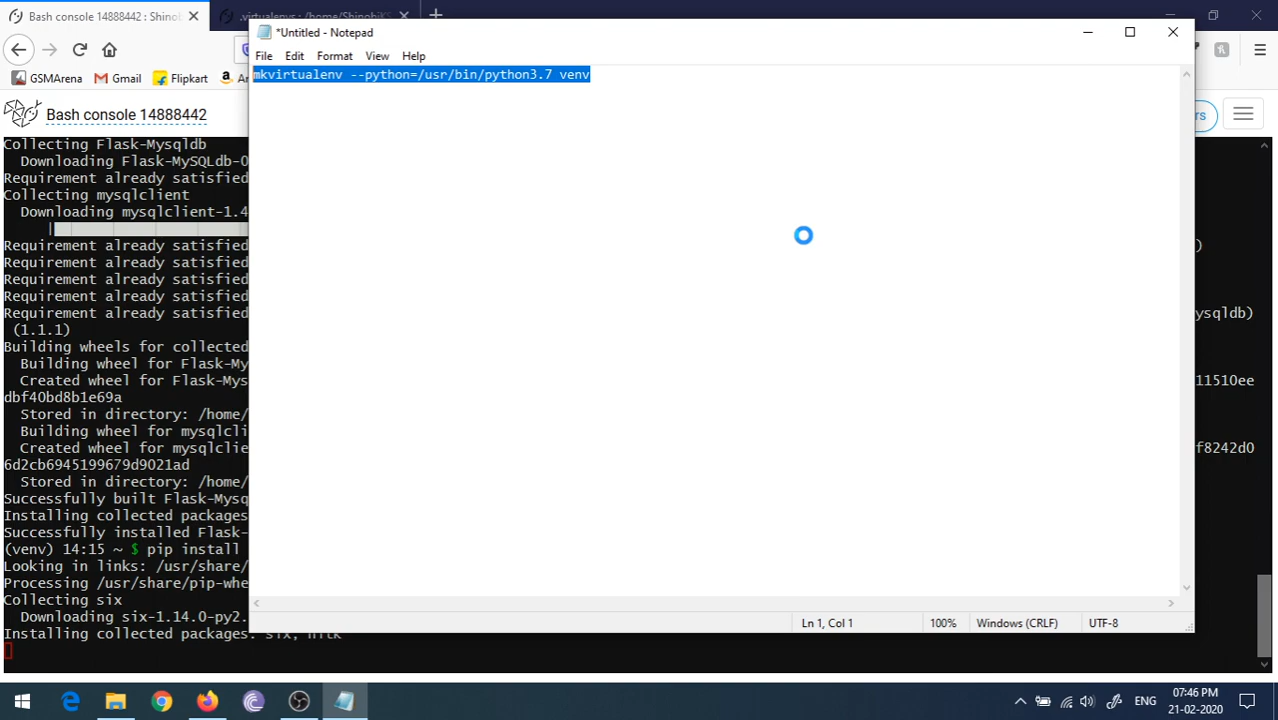 Bash console 14888442 : Shinob
.virtualenvs : /home/ShinobiKS
*Untitled - Notepad
File Edit Format View Help
GSMArena Gmail Flipkart
mkvirtualenv --python=/usr/bin/python3.7 venv
Bash console 14888442
Collecting Flask-Mysqldb
Downloading Flask-MySQLdb-0
Requirement already satisfied
Collecting mysqlclient
Downloading mysqlclient-1.4
Requirement already satisfied )
Requirement already satisfied
Requirement already satisfied
Requirement already satisfied
Requirement already satisfied ysqldb)
(1.1.1)
Building wheels for collected
Building wheel for Flask-My
Created wheel for Flask-Mys 11510ee
dbf40bd8b1e69a
Stored in directory: /home/
Building wheel for mysqlcli
Created wheel for mysqlclie f8242d0
6d2cb6945199679d9021ad
Stored in directory: /home/
Successfully built Flask-Mysq
Installing collected packages
Successfully installed Flask-
(venv) 14:15 ~ $ pip install
Looking in links: /usr/share/
Processing /usr/share/pip-whe
Collecting six
Downloading six-1.14.0-py2.
Installing collected packages: six, nltk
Ln 1, Col 1 100% Windows (CRLF) UTF-8
ENG 07:46 PM
21-02-2020